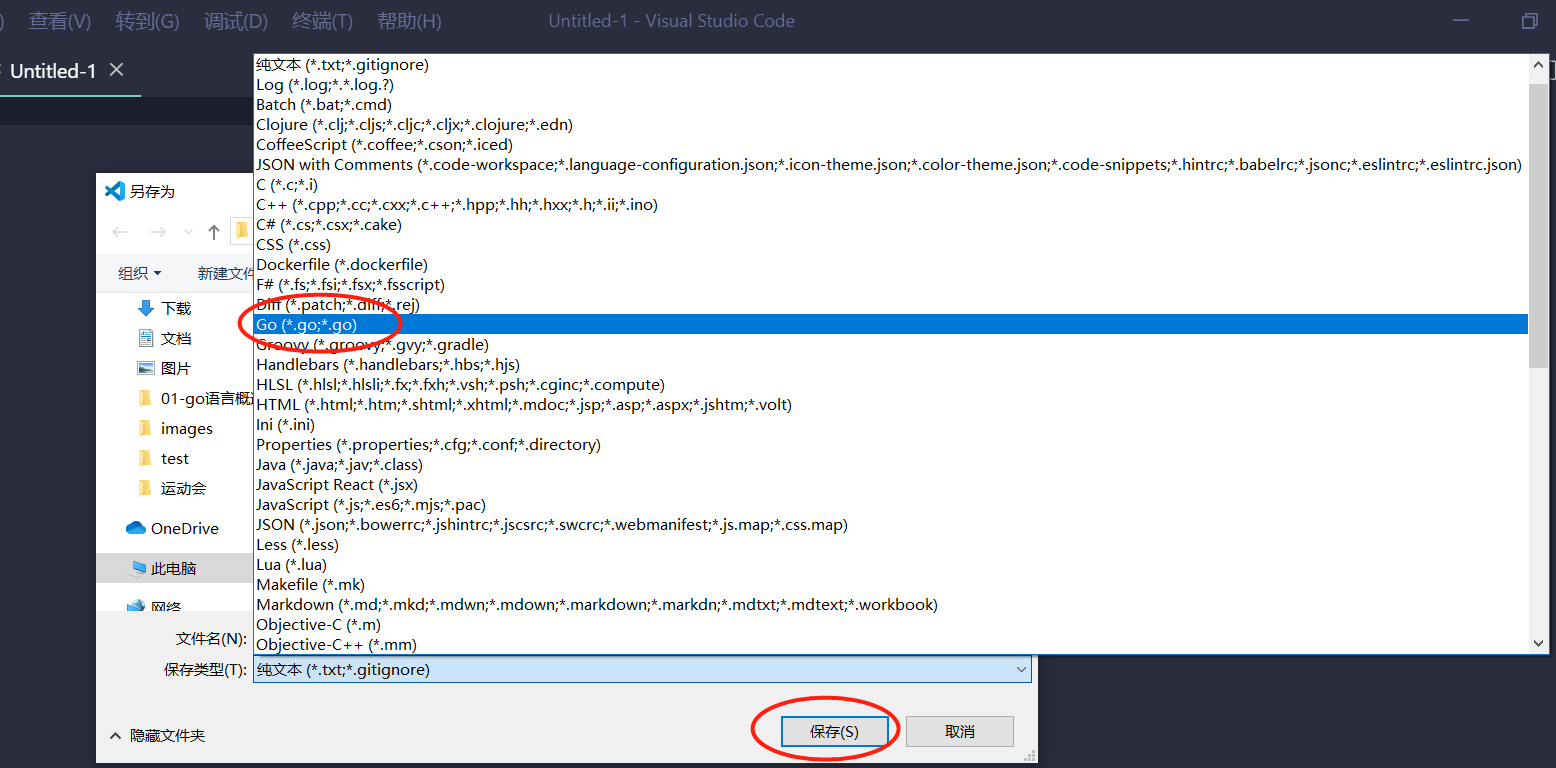 查看(V) 转到(G) 调试(D) 终端(T) 帮助(H) Untitled-1 - Visual Studio Code
Untitled-1
纯文本 (*.txt;*.gitignore)
Log (*.log;*.*.log.?)
Batch (*.bat;*.cmd)
Clojure (*.clj;*.cljs;*.cljc;*.cljx;*.clojure;*.edn)
CoffeeScript (*.coffee;*.cson;*.iced)
JSON with Comments (*.code-workspace;*.language-configuration.json;*.icon-theme.json;*.color-theme.json;*.code-snippets;*.hintrc;*.babelrc;*.jsonc;*.eslintrc;*.eslintrc.json)
C (*.c;*.i)
C++ (*.cpp;*.cc;*.cxx;*.c++;*.hpp;*.hh;*.hxx;*.h;*.ii;*.ino)
C# (*.cs;*.csx;*.cake)
CSS (*.css)
Dockerfile (*.dockerfile)
F# (*.fs;*.fsi;*.fsx;*.fsscript)
Diff (*.patch;*.diff;*.rej)
Go (*.go;*.go)
Groovy (*.groovy;*.gvy;*.gradle)
Handlebars (*.handlebars;*.hbs;*.hjs)
HLSL (*.hlsl;*.hlsli;*.fx;*.fxh;*.vsh;*.psh;*.cginc;*.compute)
HTML (*.html;*.htm;*.shtml;*.xhtml;*.mdoc;*.jsp;*.asp;*.aspx;*.jshtm;*.volt)
Ini (*.ini)
Properties (*.properties;*.cfg;*.conf;*.directory)
Java (*.java;*.jav;*.class)
JavaScript React (*.jsx)
JavaScript (*.js;*.es6;*.mjs;*.pac)
JSON (*.json;*.bowerrc;*.jshintrc;*.jscsrc;*.swcrc;*.webmanifest;*.js.map;*.css.map)
Less (*.less)
Lua (*.lua)
Makefile (*.mk)
Markdown (*.md;*.mkd;*.mdwn;*.mdown;*.markdown;*.markdn;*.mdtxt;*.mdtext;*.workbook)
Objective-C (*.m)
Objective-C++ (*.mm)
另存为
组织 新建文件
下载
文档
图片
01-go语言概
images
test
运动会
OneDrive
此电脑
网络
文件名(N):
保存类型(T): 纯文本 (*.txt;*.gitignore)
隐藏文件夹 保存(S) 取消